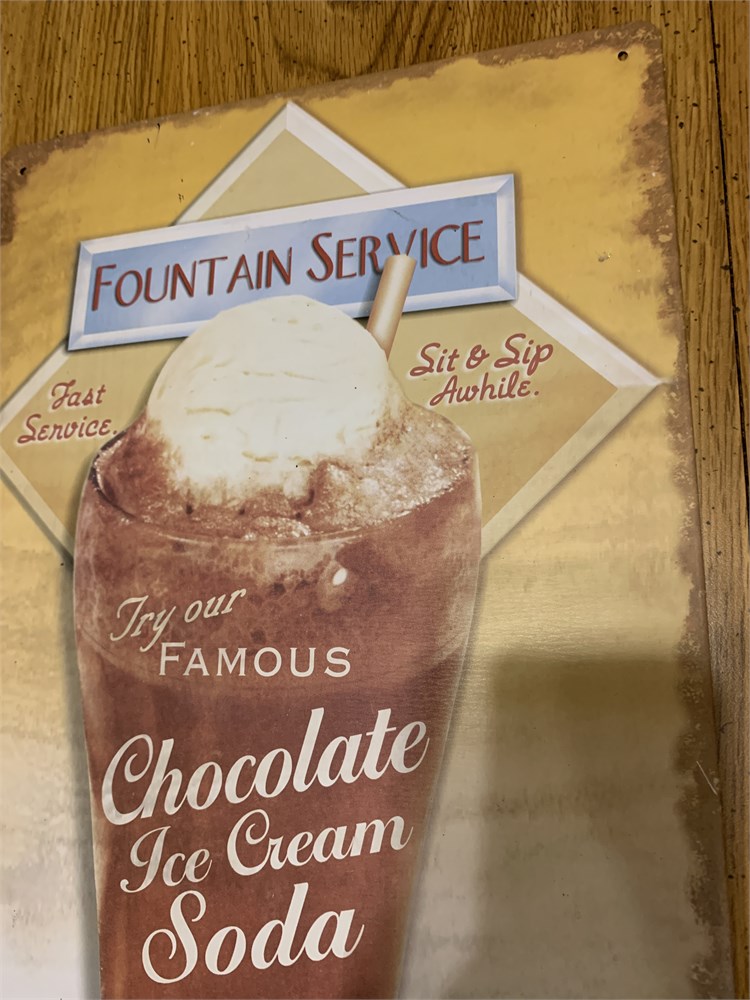 FOUNTAIN SERVICE
Fast
Service.
Sit & Sip
Awhile.
Try our
FAMOUS
Chocolate
Ice Cream
Soda